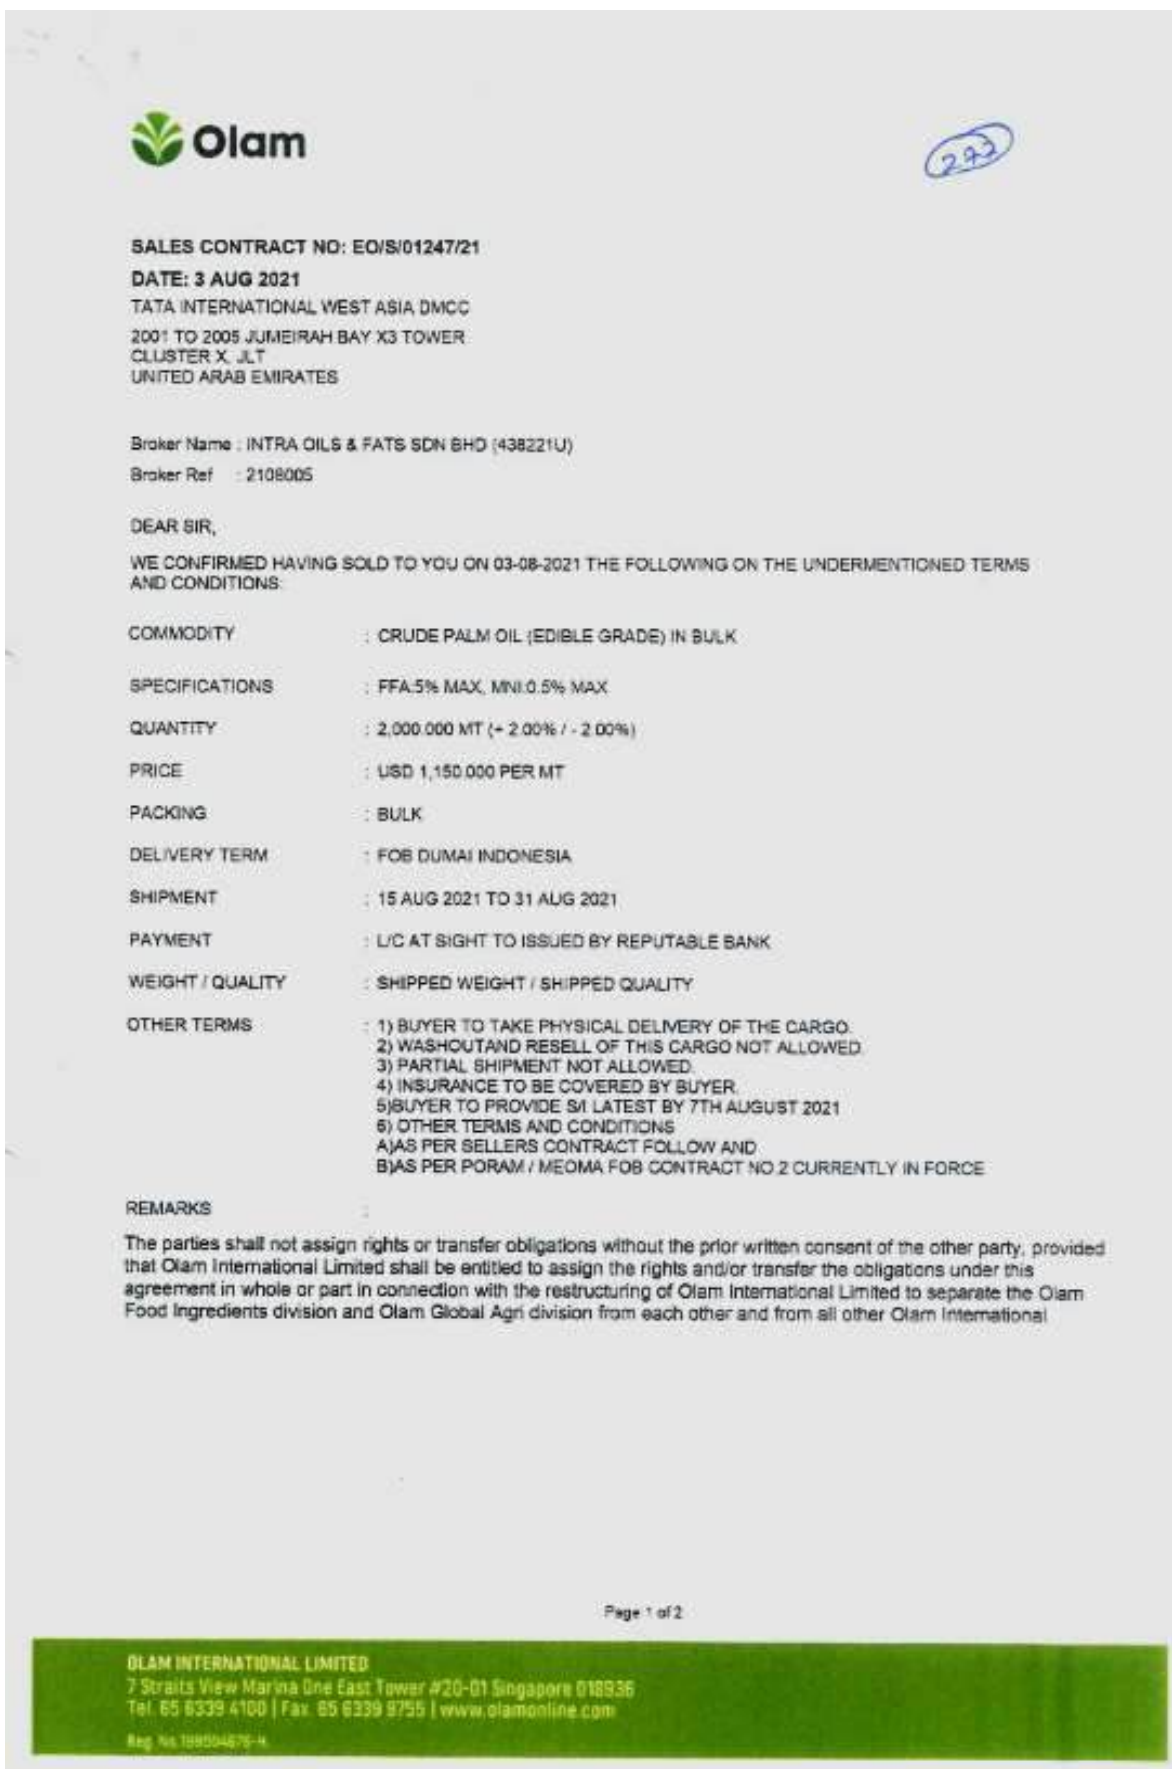 Olam
SALES CONTRACT NO: EO/S/01247/21
DATE: 3 AUG 2021
TATA INTERNATIONAL WEST ASIA DMCC
2001 TO 2005 JUMEIRAH BAY X3 TOWER
CLUSTER X, JLT
UNITED ARAB EMIRATES
Broker Name : INTRA OILS & FATS SDN BHD (438221U)
Broker Ref : 2108005
DEAR SIR,
WE CONFIRMED HAVING SOLD TO YOU ON 03-08-2021 THE FOLLOWING ON THE UNDERMENTIONED TERMS
AND CONDITIONS:
COMMODITY : CRUDE PALM OIL (EDIBLE GRADE) IN BULK
SPECIFICATIONS : FFA:5% MAX, MNI:0.5% MAX
QUANTITY : 2,000.000 MT (+ 2.00% / - 2.00%)
PRICE : USD 1,150.000 PER MT
PACKING : BULK
DELIVERY TERM : FOB DUMAI INDONESIA
SHIPMENT : 15 AUG 2021 TO 31 AUG 2021
PAYMENT : L/C AT SIGHT TO ISSUED BY REPUTABLE BANK
WEIGHT / QUALITY : SHIPPED WEIGHT / SHIPPED QUALITY
OTHER TERMS : 1) BUYER TO TAKE PHYSICAL DELIVERY OF THE CARGO.
2) WASHOUTAND RESELL OF THIS CARGO NOT ALLOWED.
3) PARTIAL SHIPMENT NOT ALLOWED.
4) INSURANCE TO BE COVERED BY BUYER.
5)BUYER TO PROVIDE S/I LATEST BY 7TH AUGUST 2021
6) OTHER TERMS AND CONDITIONS
A)AS PER SELLERS CONTRACT FOLLOW AND
B)AS PER PORAM / MEOMA FOB CONTRACT NO.2 CURRENTLY IN FORCE
REMARKS :
The parties shall not assign rights or transfer obligations without the prior written consent of the other party, provided
that Olam International Limited shall be entitled to assign the rights and/or transfer the obligations under this
agreement in whole or part in connection with the restructuring of Olam International Limited to separate the Olam
Food Ingredients division and Olam Global Agri division from each other and from all other Olam International
Page 1 of 2
OLAM INTERNATIONAL LIMITED
7 Straits View Marina One East Tower #20-01 Singapore 018936
Tel. 65 6339 4100 | Fax. 65 6339 9755 | www.olamonline.com
Reg. No.